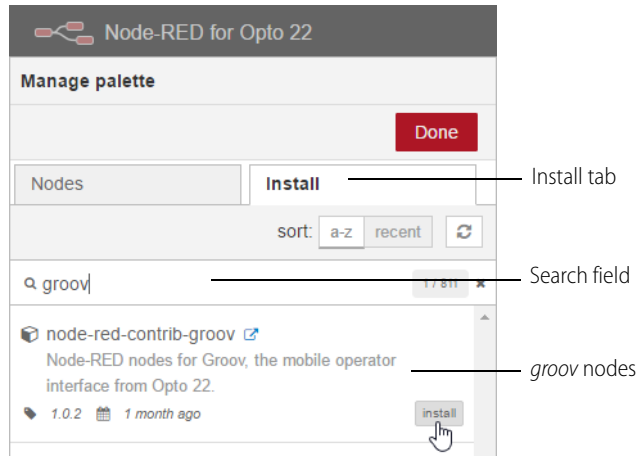 Node-RED for Opto 22
Manage palette
Done
Nodes
Install
Install tab
sort: a-z recent
groov
1 / 811
Search field
node-red-contrib-groov
Node-RED nodes for Groov, the mobile operator
interface from Opto 22.
groov nodes
1.0.2 1 month ago
install